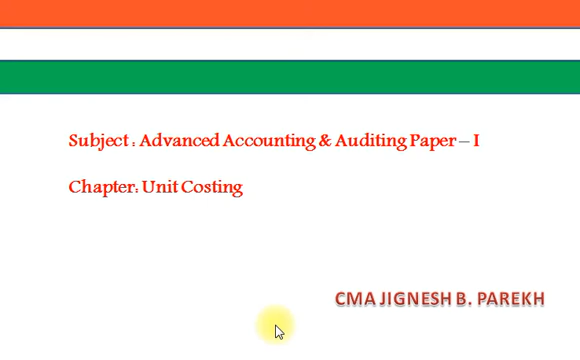 Subject : Advanced Accounting & Auditing Paper – I
Chapter: Unit Costing
CMA JIGNESH B. PAREKH